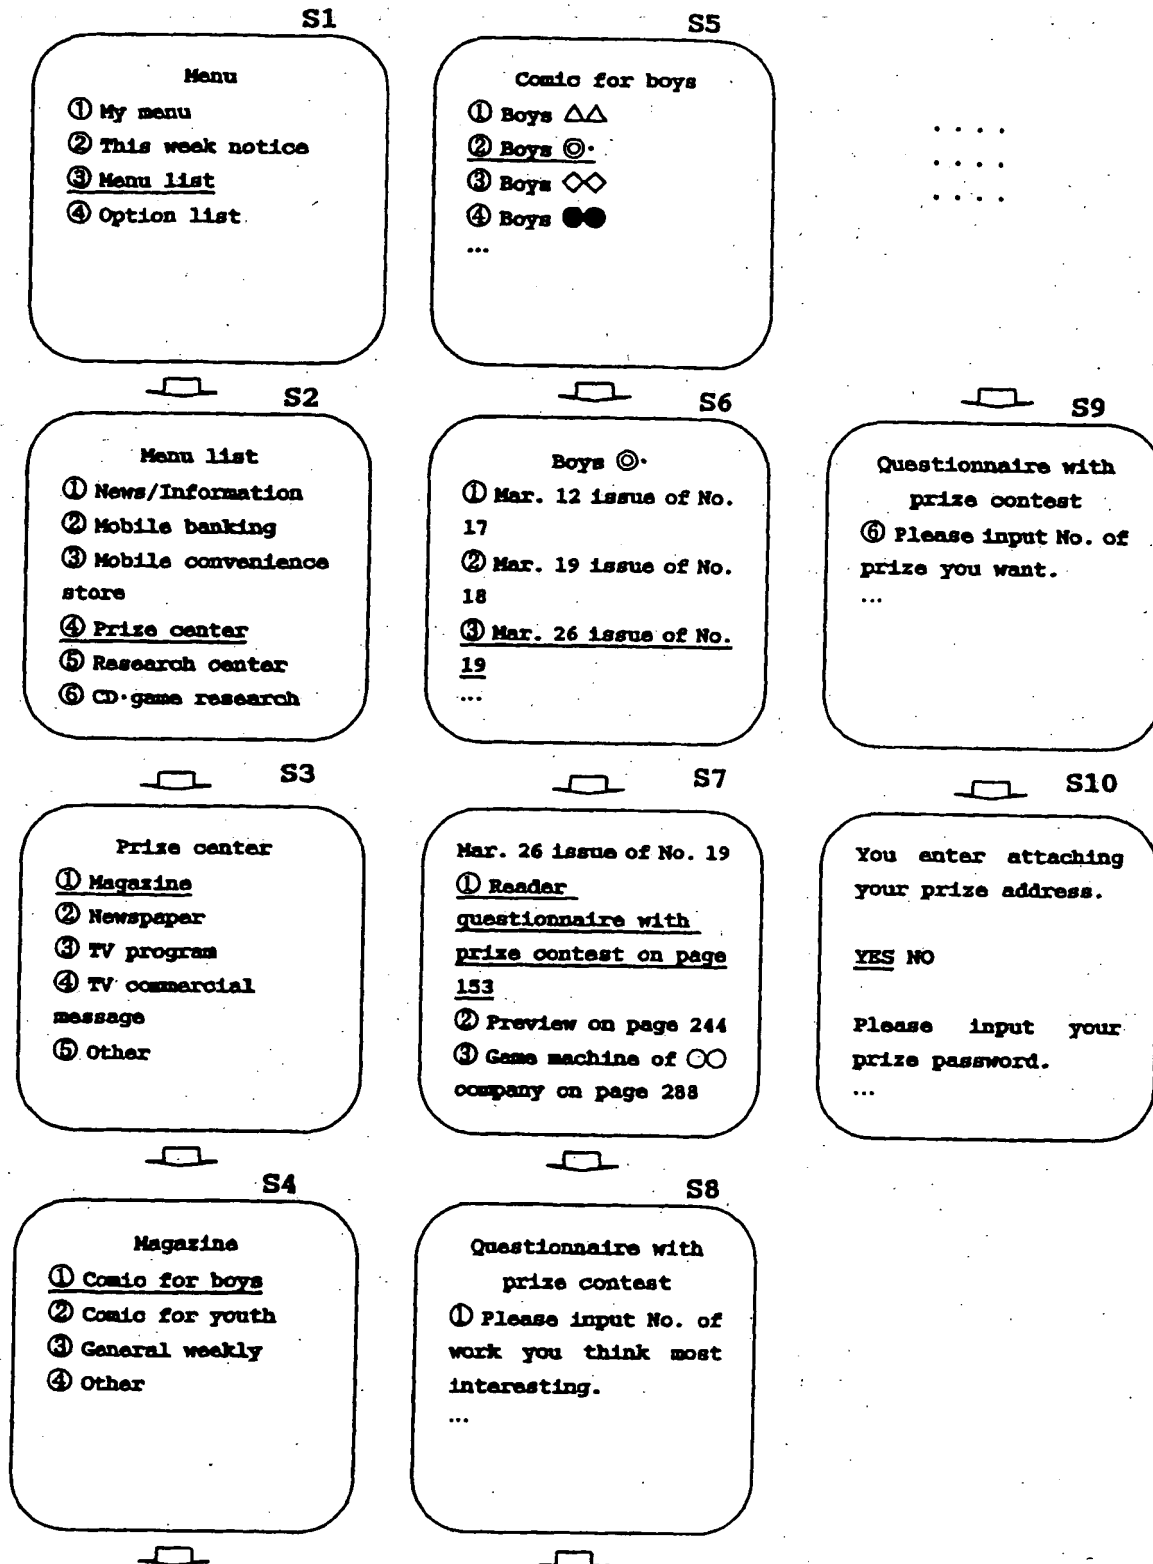 S1
Menu
① My menu
② This week notice
③ Menu list
④ Option list
S2
Menu list
① News/Information
② Mobile banking
③ Mobile convenience
store
④ Prize center
⑤ Research center
⑥ CD·game research
S3
Prize center
① Magazine
② Newspaper
③ TV program
④ TV commercial
message
⑤ Other
S4
Magazine
① Comic for boys
② Comic for youth
③ General weekly
④ Other
S5
Comic for boys
① Boys △△
② Boys ◎·
③ Boys ◇◇
④ Boys ●●
...
S6
Boys ◎·
① Mar. 12 issue of No.
17
② Mar. 19 issue of No.
18
③ Mar. 26 issue of No.
19
...
S7
Mar. 26 issue of No. 19
① Reader
questionnaire with
prize contest on page
153
② Preview on page 244
③ Game machine of ○○
company on page 288
S8
Questionnaire with
prize contest
① Please input No. of
work you think most
interesting.
...
. . . .
. . . .
. . . .
S9
Questionnaire with
prize contest
⑥ Please input No. of
prize you want.
...
S10
You enter attaching
your prize address.
YES NO
Please input your
prize password.
...